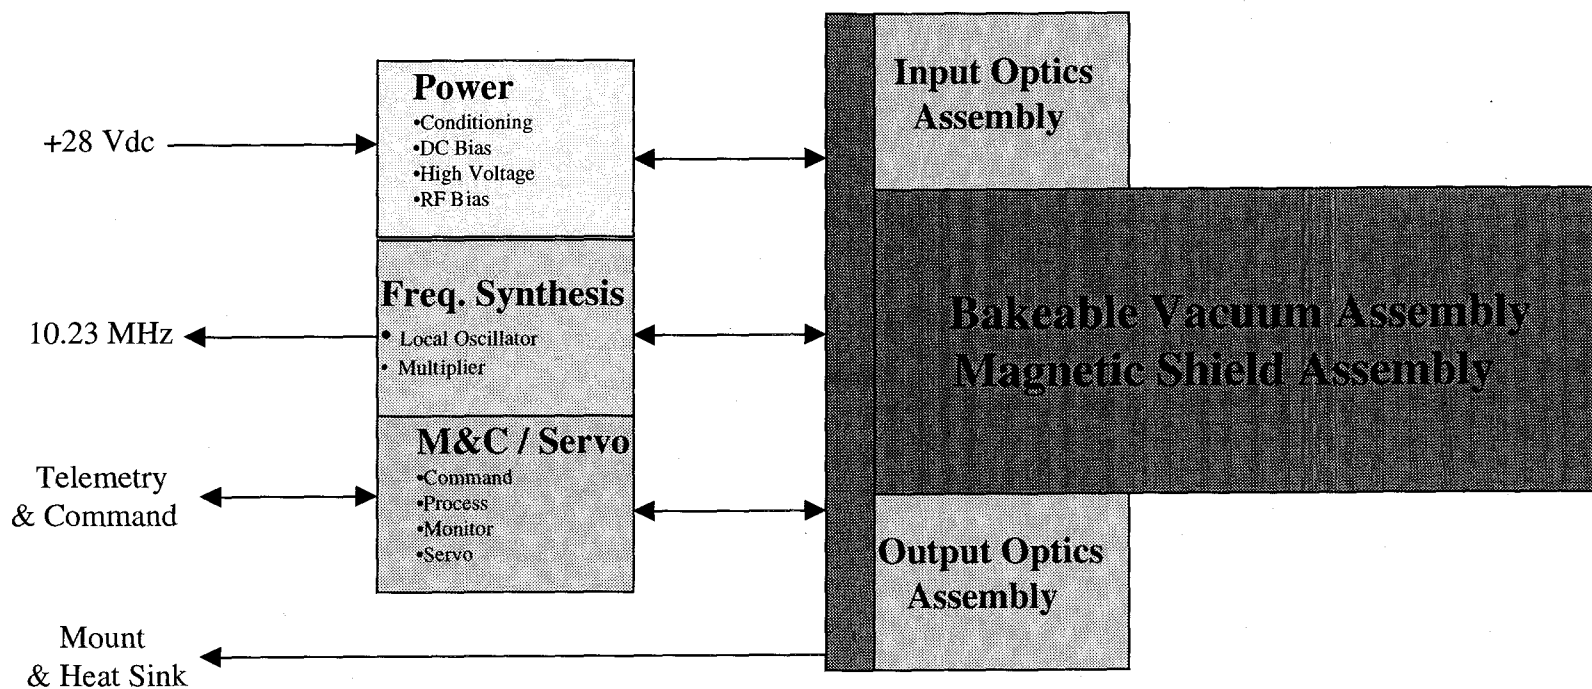 +28 Vdc
10.23 MHz
Telemetry
& Command
Mount
& Heat Sink
Power
•Conditioning
•DC Bias
•High Voltage
•RF Bias
Freq. Synthesis
• Local Oscillator
• Multiplier
M&C / Servo
•Command
•Process
•Monitor
•Servo
Input Optics
Assembly
Bakeable Vacuum Assembly
Magnetic Shield Assembly
Output Optics
Assembly